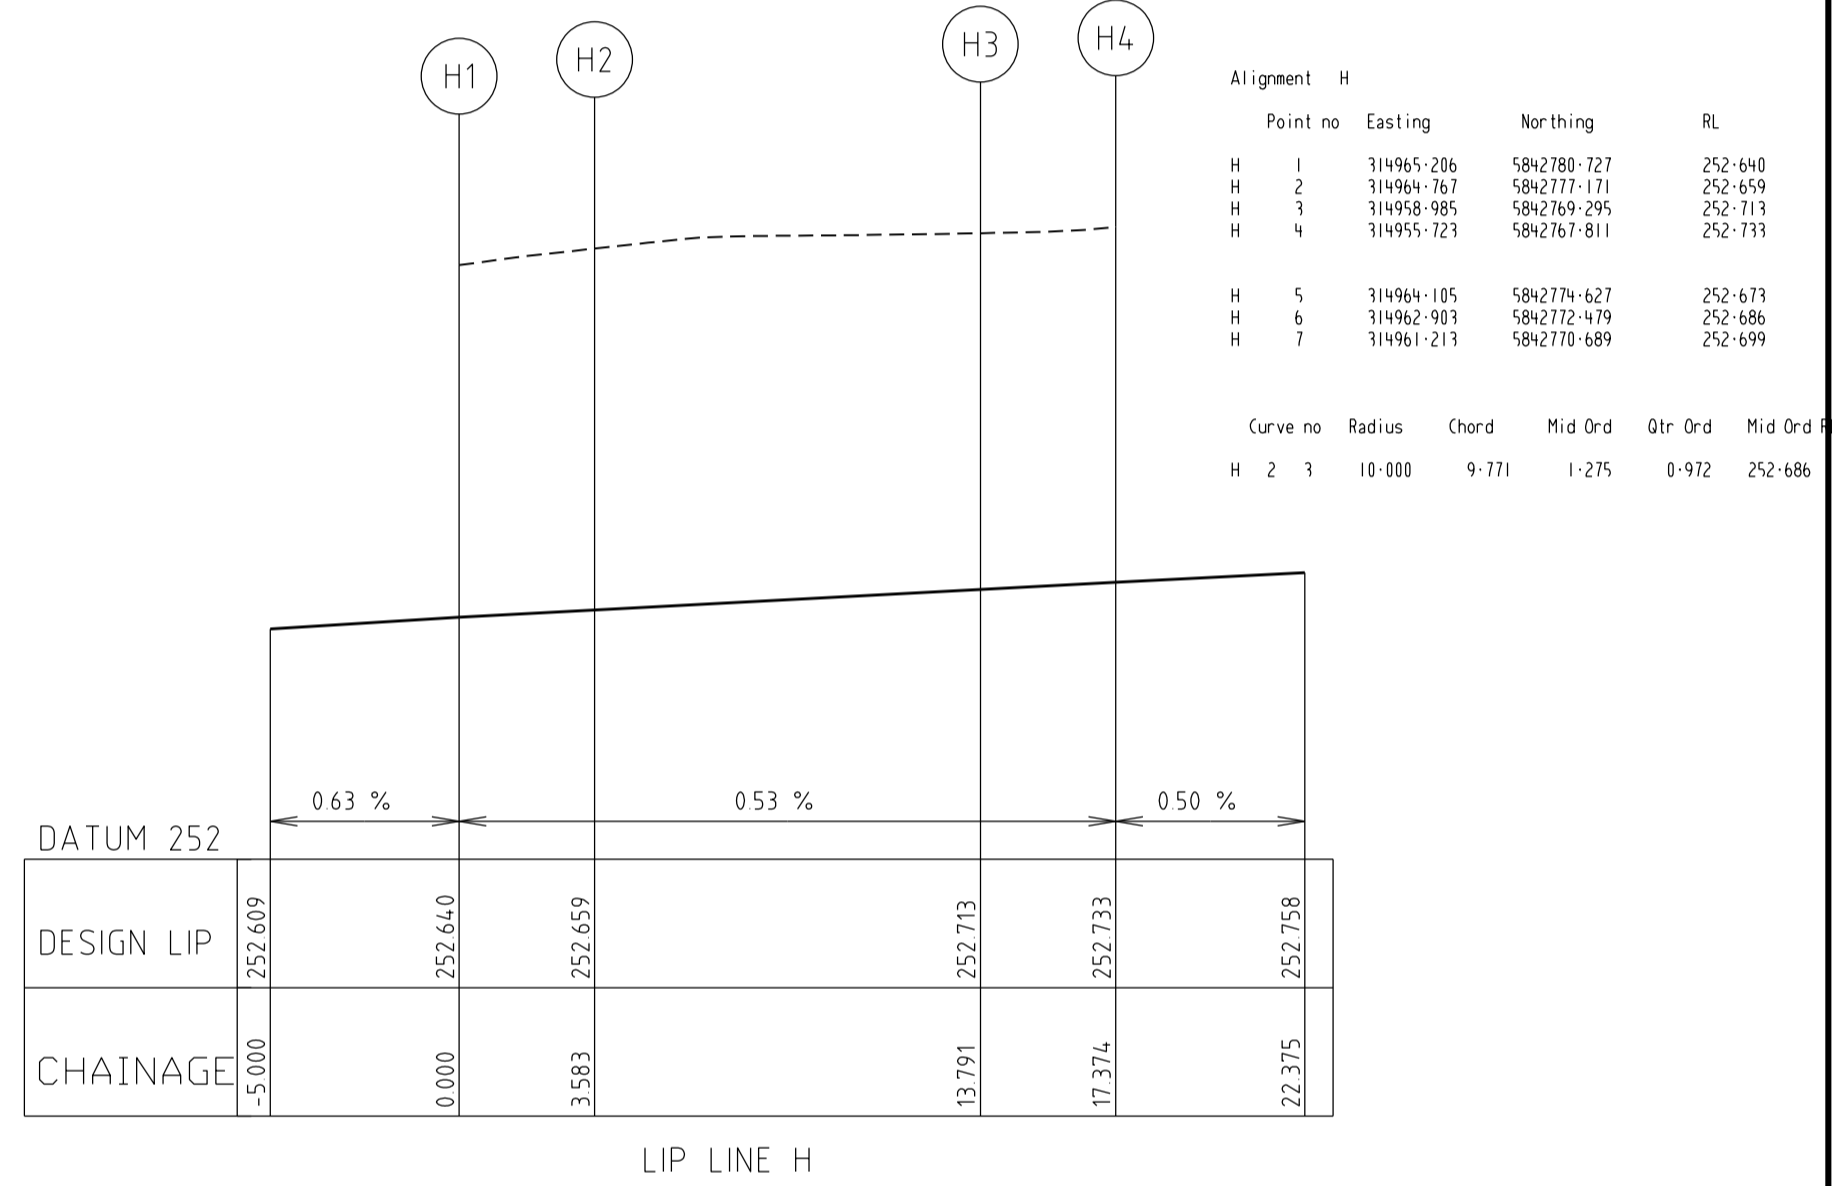 H1 H2 H3 H4
Alignment H
Point no Easting Northing RL
H 1 314965·206 5842780·727 252·640
H 2 314964·767 5842777·171 252·659
H 3 314958·985 5842769·295 252·713
H 4 314955·723 5842767·811 252·733
H 5 314964·105 5842774·627 252·673
H 6 314962·903 5842772·479 252·686
H 7 314961·213 5842770·689 252·699
Curve no Radius Chord Mid Ord Qtr Ord Mid Ord
H 2 3 10·000 9·771 1·275 0·972 252·686
0.63 % 0.53 % 0.50 %
DATUM 252
DESIGN LIP 252.609 252.640 252.659 252.713 252.733 252.758
CHAINAGE -5.000 0.000 3.583 13.791 17.374 22.375
LIP LINE H